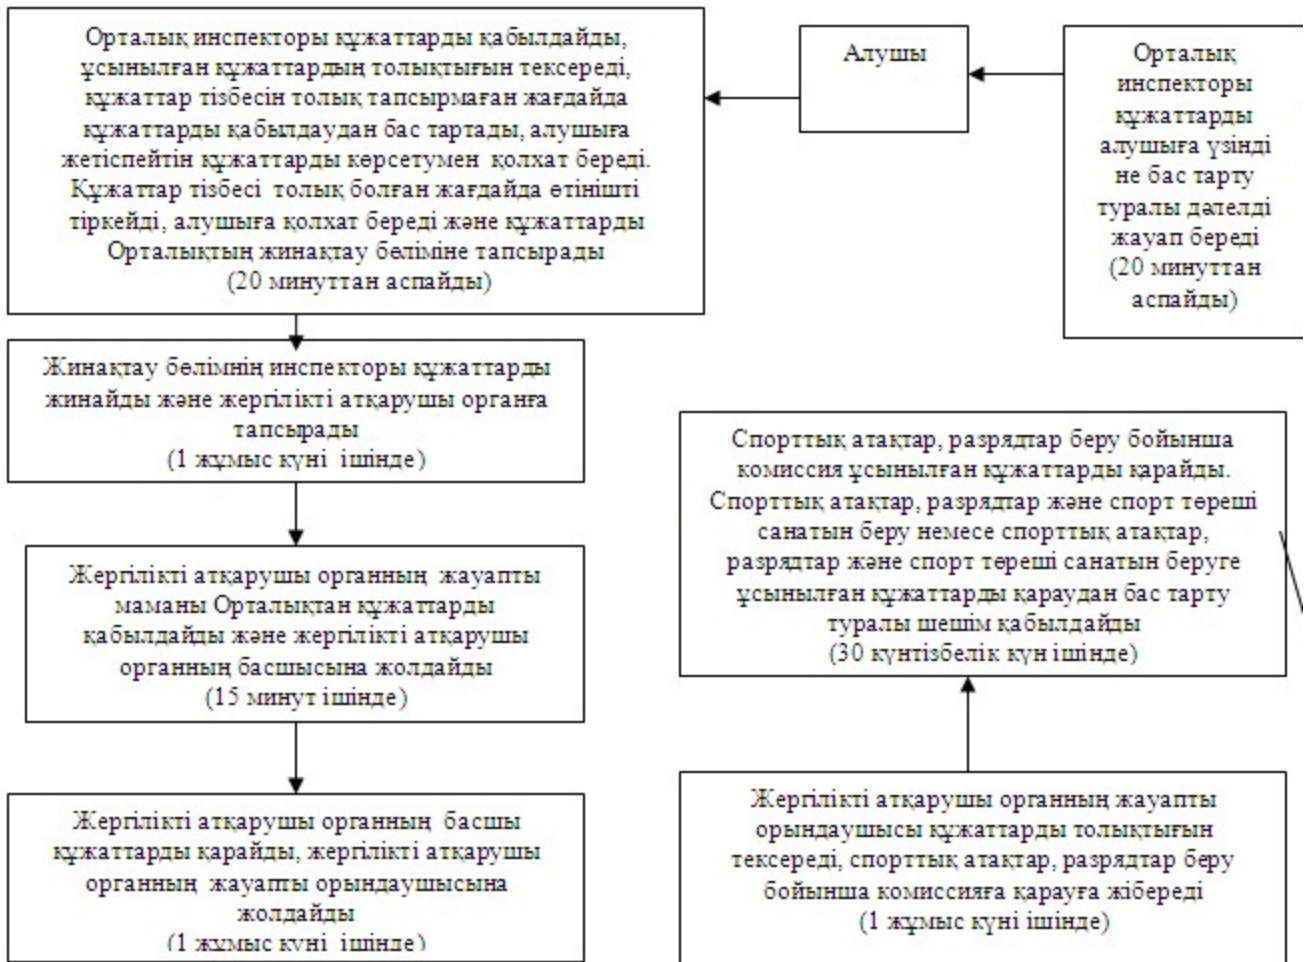 Орталық инспекторы құжаттарды қабылдайды,
ұсынылған құжаттардың толықтығын тексереді,
құжаттар тізбесін толық тапсырмаған жағдайда
құжаттарды қабылдаудан бас тартады, алушыға
жетіспейтін құжаттарды көрсетумен қолхат береді.
Құжаттар тізбесі толық болған жағдайда өтінішті
тіркейді, алушыға қолхат береді және құжаттарды
Орталықтың жинақтау бөліміне тапсырады
(20 минуттан аспайды)
Алушы
Орталық
инспекторы
құжаттарды
алушыға үзінді
не бас тарту
туралы дәлелді
жауап береді
(20 минуттан
аспайды)
Жинақтау бөлімнің инспекторы құжаттарды
жинайды және жергілікті атқарушы органға
тапсырады
(1 жұмыс күні ішінде)
Жергілікті атқарушы органның жауапты
маманы Орталықтан құжаттарды
қабылдайды және жергілікті атқарушы
органның басшысына жолдайды
(15 минут ішінде)
Жергілікті атқарушы органның басшы
құжаттарды қарайды, жергілікті атқарушы
органның жауапты орындаушысына
жолдайды
(1 жұмыс күні ішінде)
Спорттық атақтар, разрядтар беру бойынша
комиссия ұсынылған құжаттарды қарайды.
Спорттық атақтар, разрядтар және спорт төреші
санатын беру немесе спорттық атақтар,
разрядтар және спорт төреші санатын беруге
ұсынылған құжаттарды қараудан бас тарту
туралы шешім қабылдайды
(30 күнтізбелік күн ішінде)
Жергілікті атқарушы органның жауапты
орындаушысы құжаттарды толықтығын
тексереді, спорттық атақтар, разрядтар беру
бойынша комиссияға қарауға жібереді
(1 жұмыс күні ішінде)